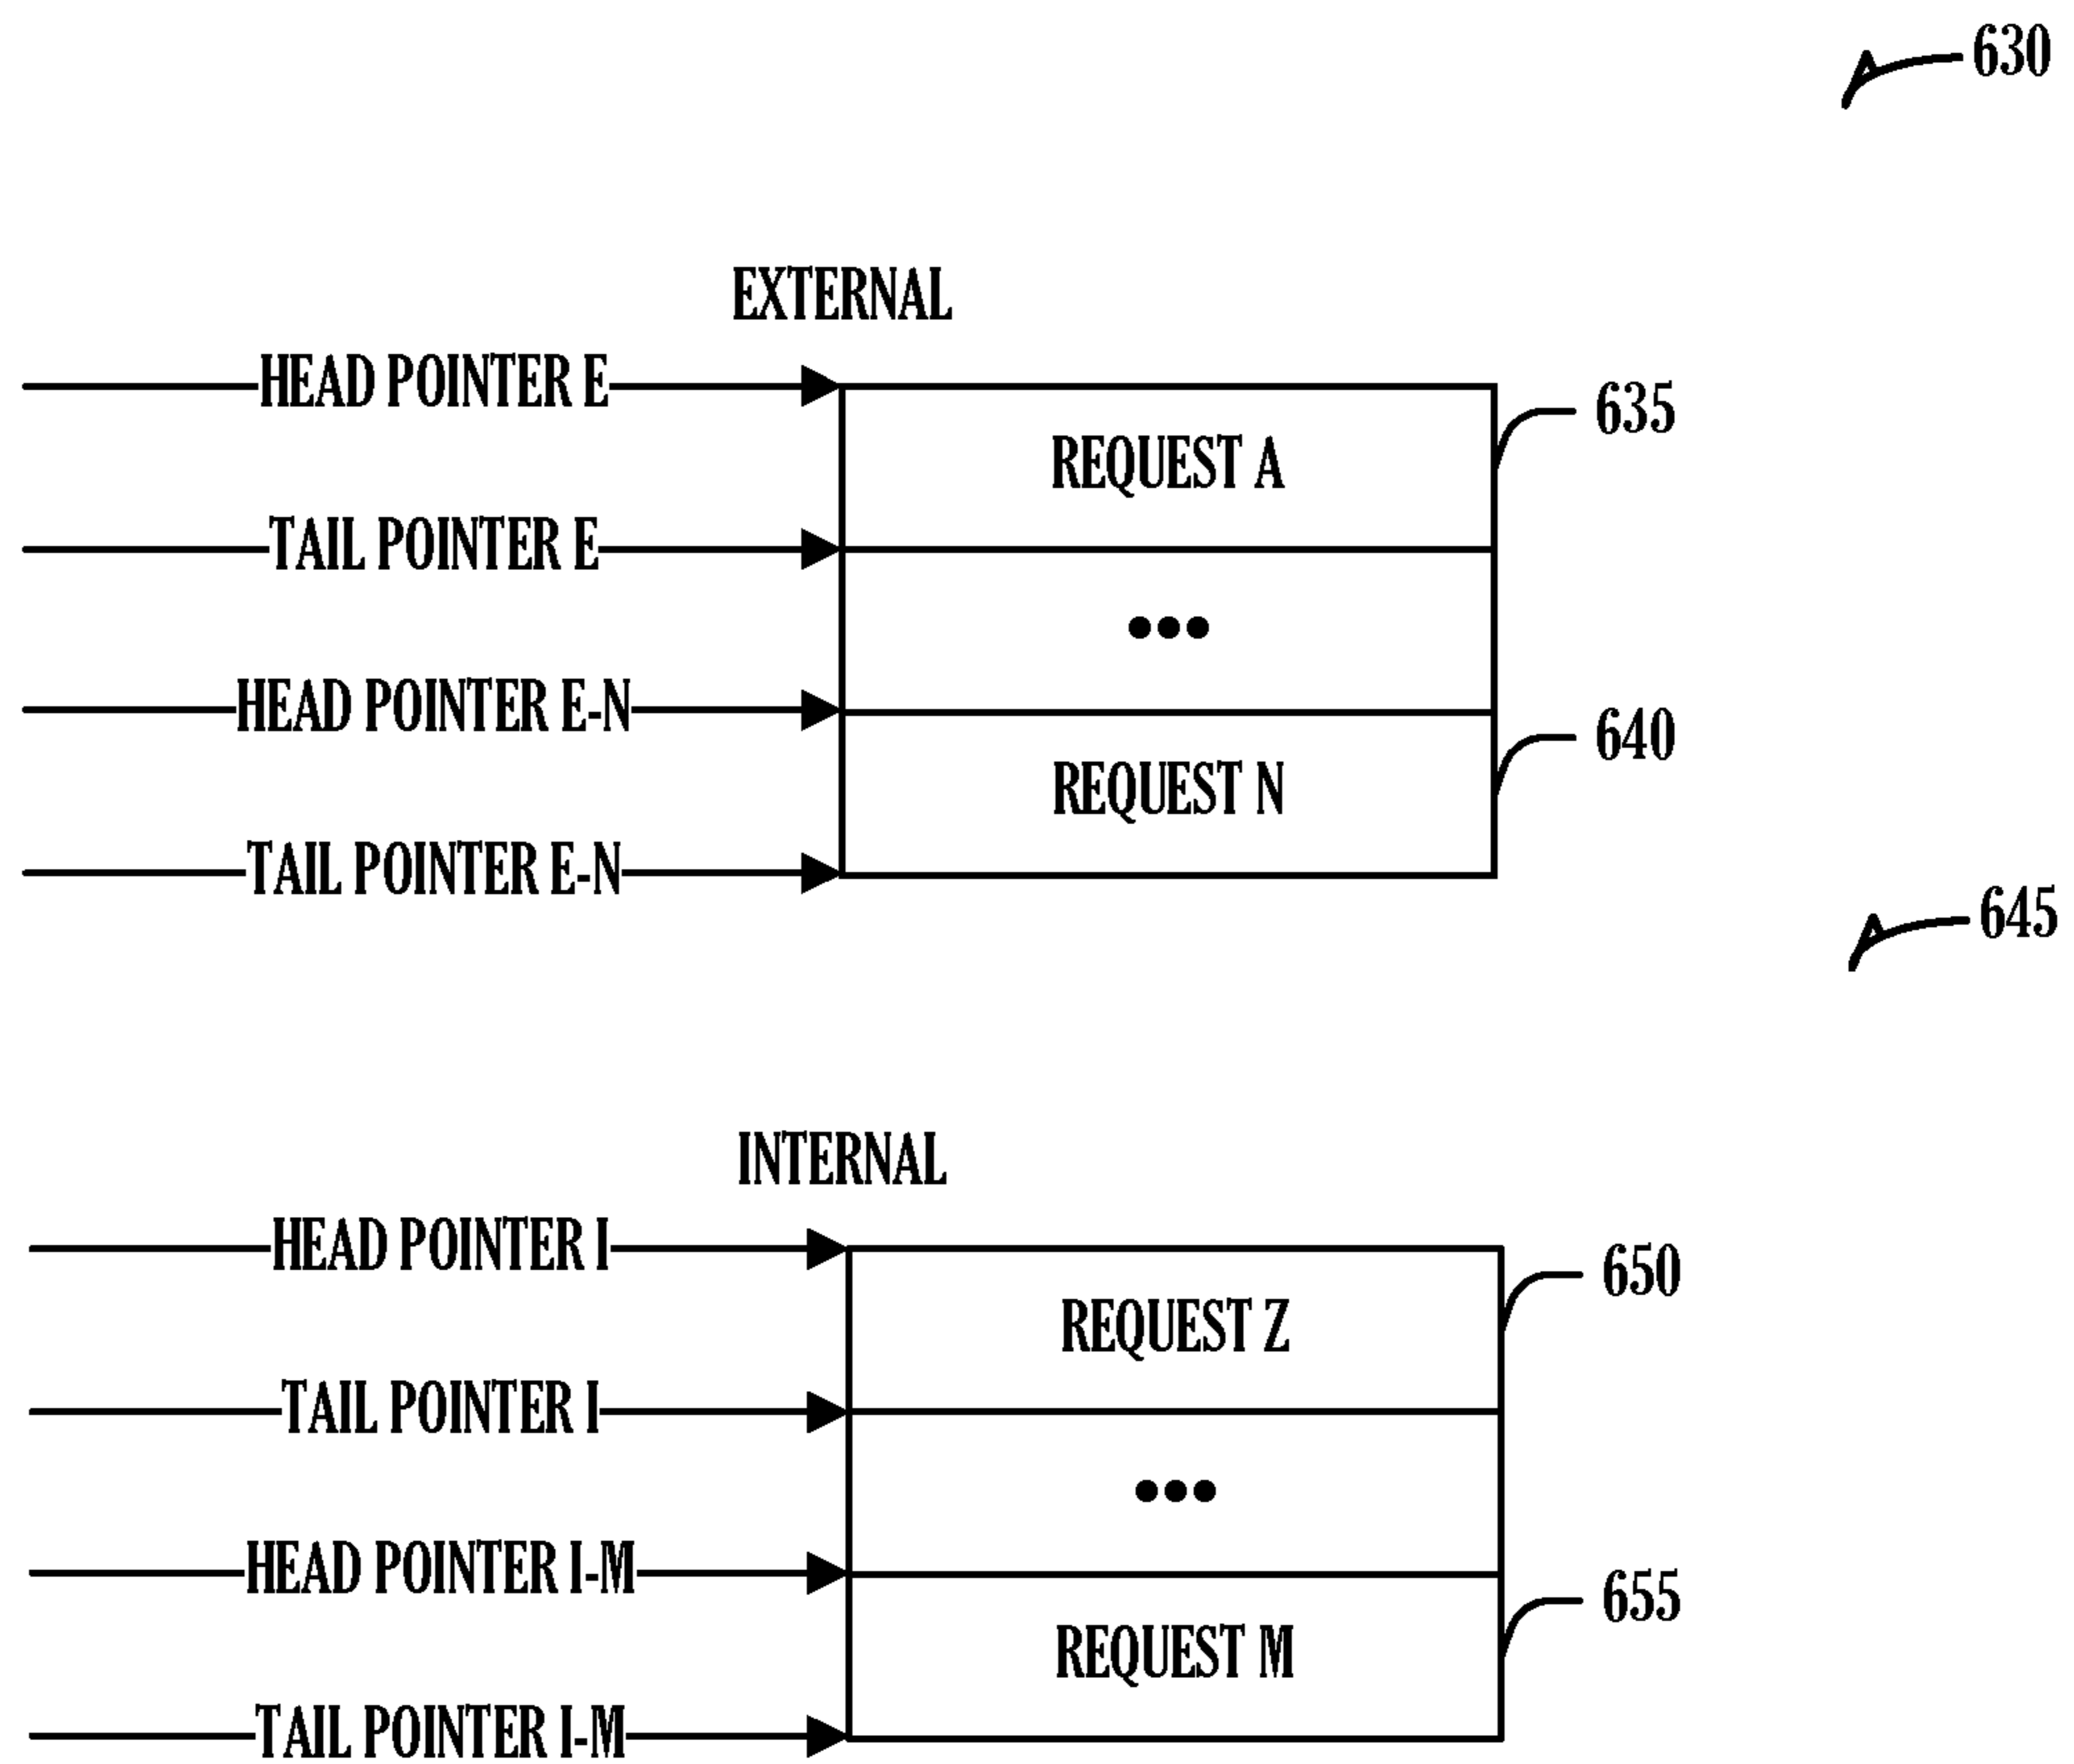 630
EXTERNAL
HEAD POINTER E
635
REQUEST A
TAIL POINTER E
•••
HEAD POINTER E-N
640
REQUEST N
TAIL POINTER E-N
645
INTERNAL
HEAD POINTER I
650
REQUEST Z
TAIL POINTER I
•••
HEAD POINTER I-M
655
REQUEST M
TAIL POINTER I-M